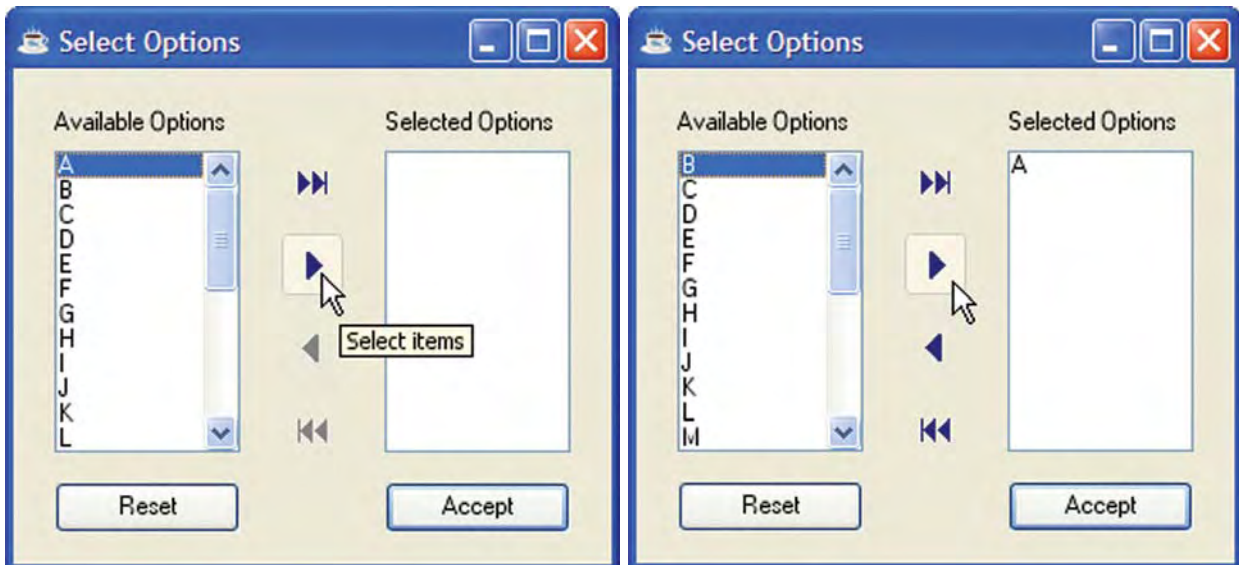 Select Options
Available Options
Selected Options
A
B
C
D
E
F
G
H
I
J
K
L
Select items
Reset
Accept
Select Options
Available Options
Selected Options
B
C
D
E
F
G
H
I
J
K
L
M
A
Reset
Accept